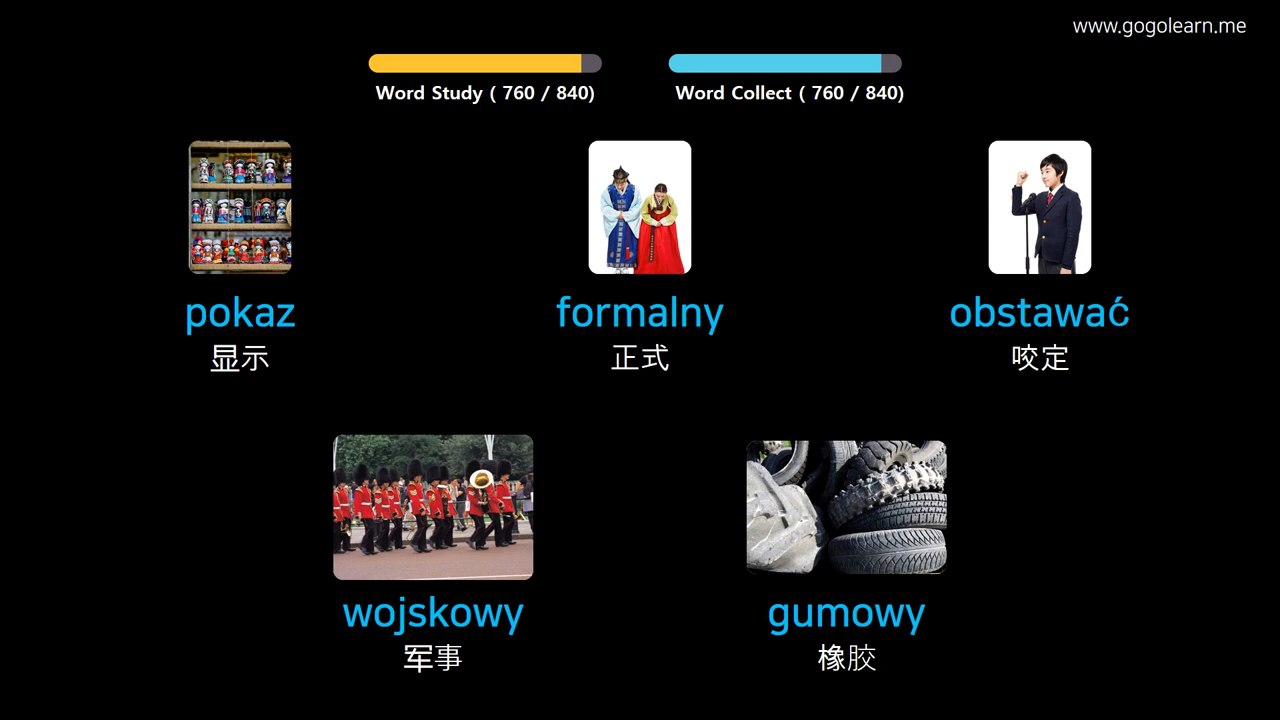 www.gogolearn.me
Word Study ( 760 / 840)
Word Collect ( 760 / 840)
pokaz
显示
formalny
正式
obstawać
咬定
wojskowy
军事
gumowy
橡胶